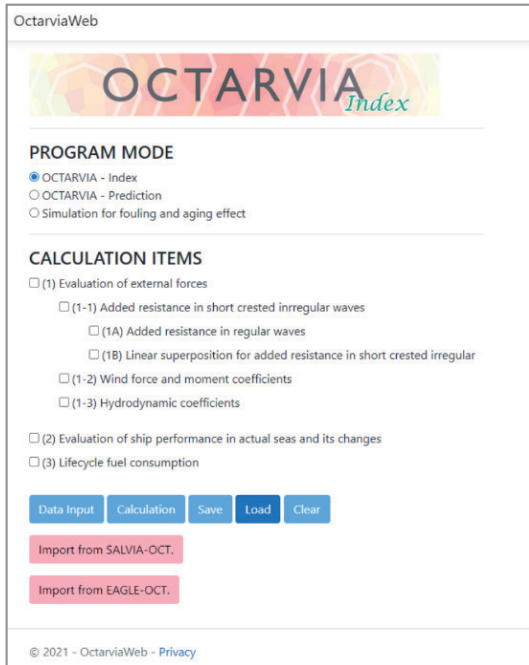 OctarviaWeb
OCTARVIA
Index
PROGRAM MODE
OCTARVIA - Index
OCTARVIA - Prediction
Simulation for fouling and aging effect
CALCULATION ITEMS
(1) Evaluation of external forces
(1-1) Added resistance in short crested inrregular waves
(1A) Added resistance in regular waves
(1B) Linear superposition for added resistance in short crested irregular
(1-2) Wind force and moment coefficients
(1-3) Hydrodynamic coefficients
(2) Evaluation of ship performance in actual seas and its changes
(3) Lifecycle fuel consumption
Data Input Calculation Save Load Clear
Import from SALVIA-OCT.
Import from EAGLE-OCT.
© 2021 - OctarviaWeb - Privacy